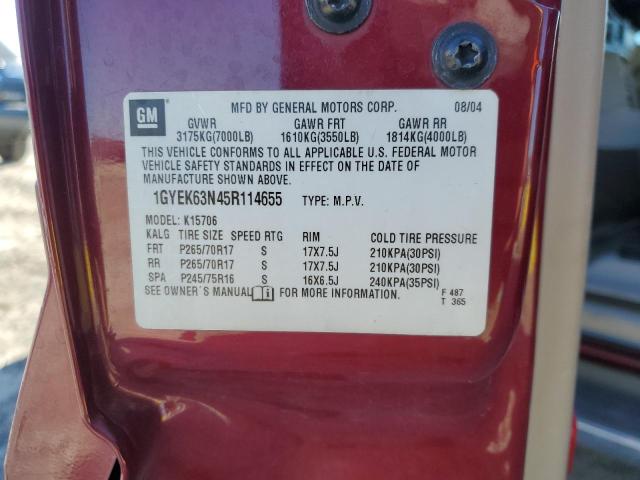 GM
MFD BY GENERAL MOTORS CORP. 08/04
GVWR GAWR FRT GAWR RR
3175KG(7000LB) 1610KG(3550LB) 1814KG(4000LB)
THIS VEHICLE CONFORMS TO ALL APPLICABLE U.S. FEDERAL MOTOR
VEHICLE SAFETY STANDARDS IN EFFECT ON THE DATE OF
MANUFACTURE SHOWN ABOVE.
1GYEK63N45R114655 TYPE: M.P.V.
MODEL: K15706
KALG TIRE SIZE SPEED RTG RIM COLD TIRE PRESSURE
FRT P265/70R17 S 17X7.5J 210KPA(30PSI)
RR P265/70R17 S 17X7.5J 210KPA(30PSI)
SPA P245/75R16 S 16X6.5J 240KPA(35PSI)
SEE OWNER'S MANUAL FOR MORE INFORMATION. F 487
T 365